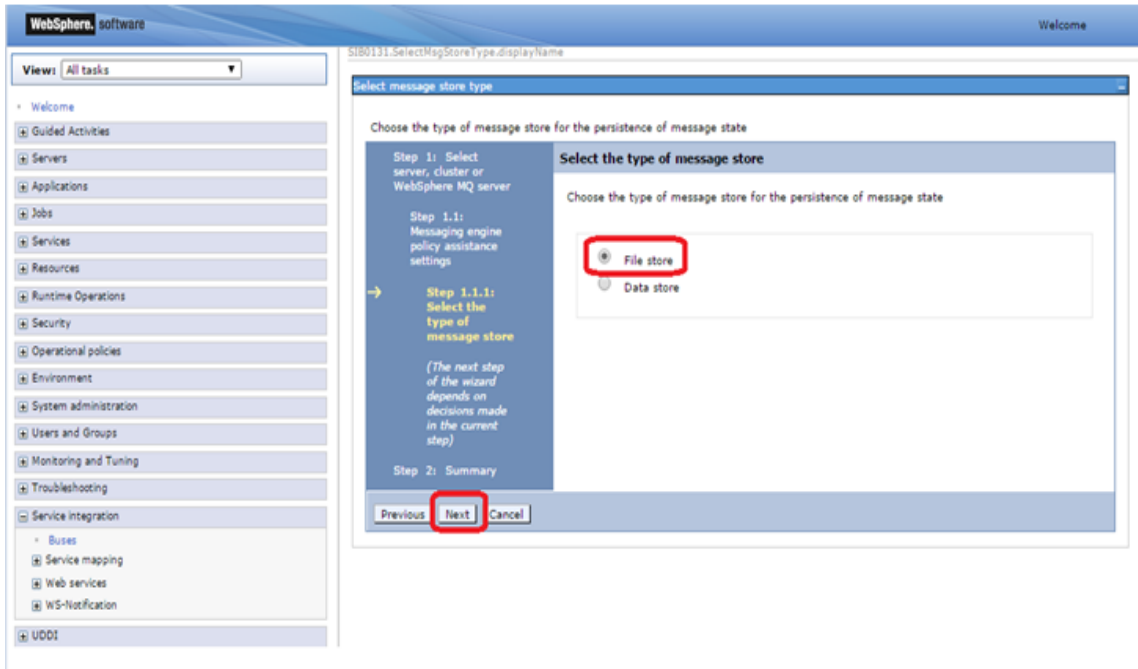 WebSphere. software
Welcome
View: All tasks
Welcome
Guided Activities
Servers
Applications
Jobs
Services
Resources
Runtime Operations
Security
Operational policies
Environment
System administration
Users and Groups
Monitoring and Tuning
Troubleshooting
Service integration
Buses
Service mapping
Web services
WS-Notification
UDDI
SIB0131.SelectMsgStoreType.displayName
Select message store type
Choose the type of message store for the persistence of message state
Step 1: Select
server, cluster or
WebSphere MQ server
Step 1.1:
Messaging engine
policy assistance
settings
Step 1.1.1:
Select the
type of
message store
(The next step
of the wizard
depends on
decisions made
in the current
step)
Step 2: Summary
Select the type of message store
Choose the type of message store for the persistence of message state
File store
Data store
Previous Next Cancel